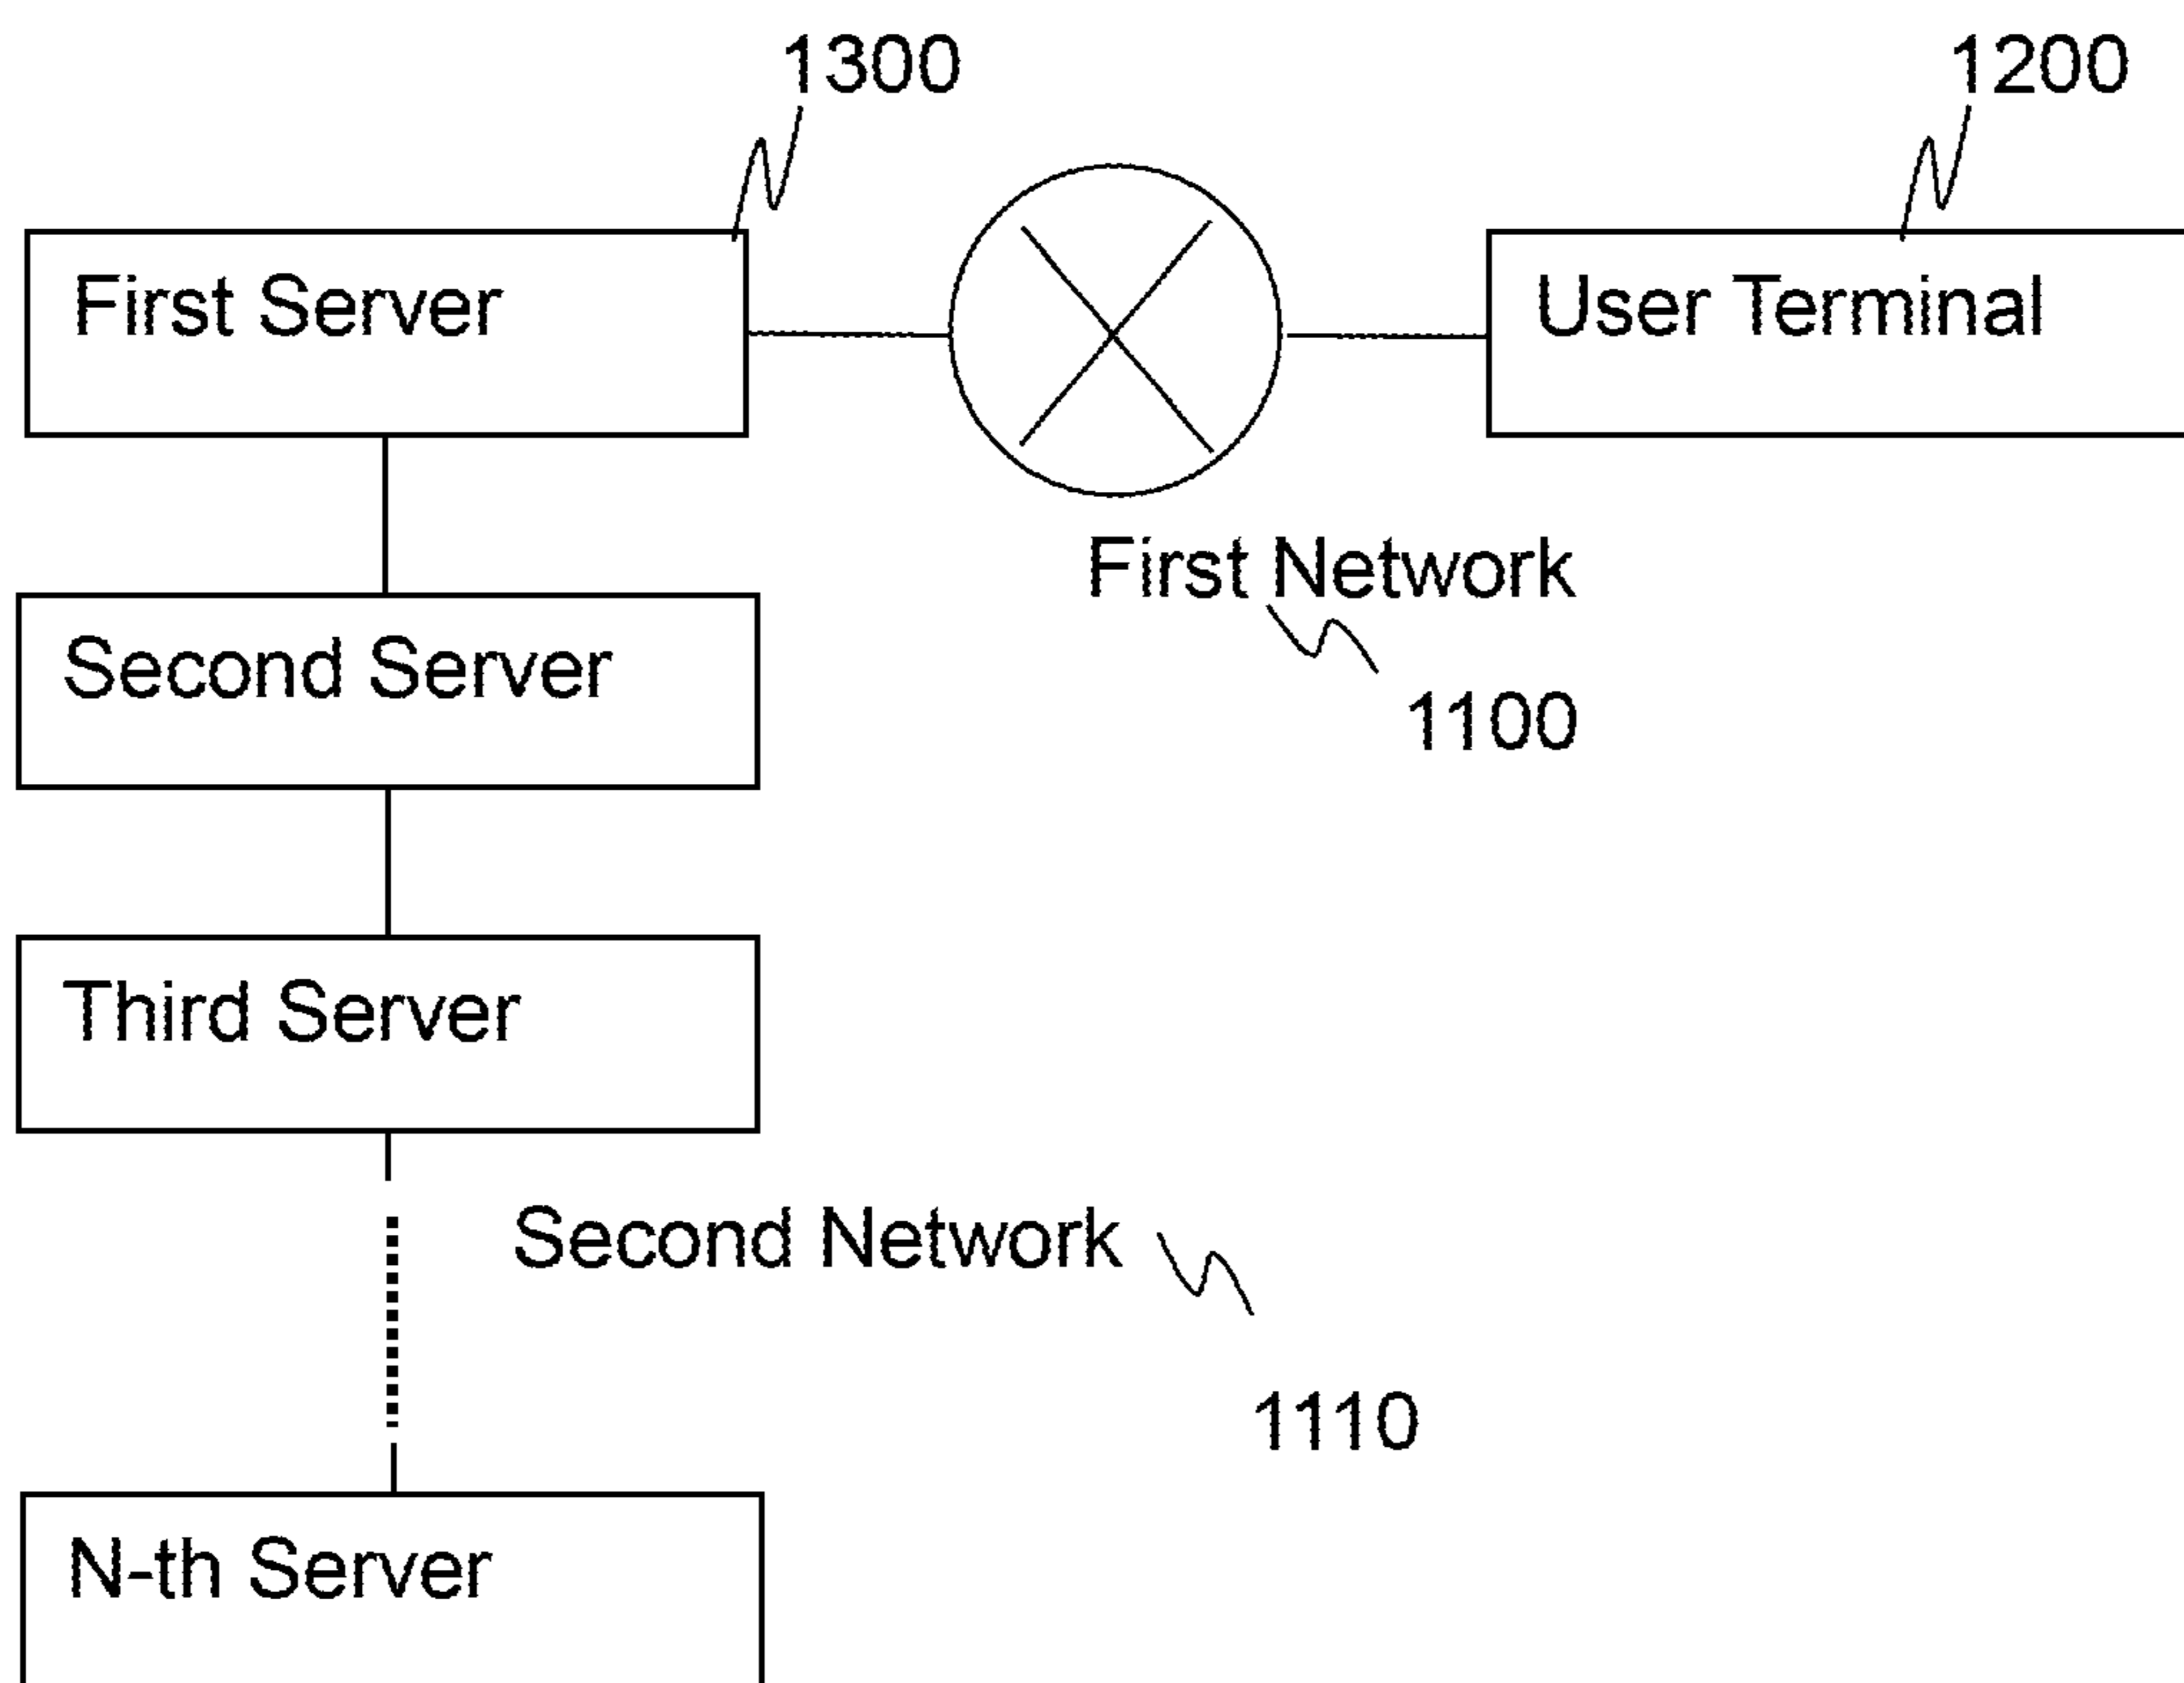 1300
1200
First Server
User Terminal
First Network
1100
Second Server
Third Server
Second Network
1110
N-th Server